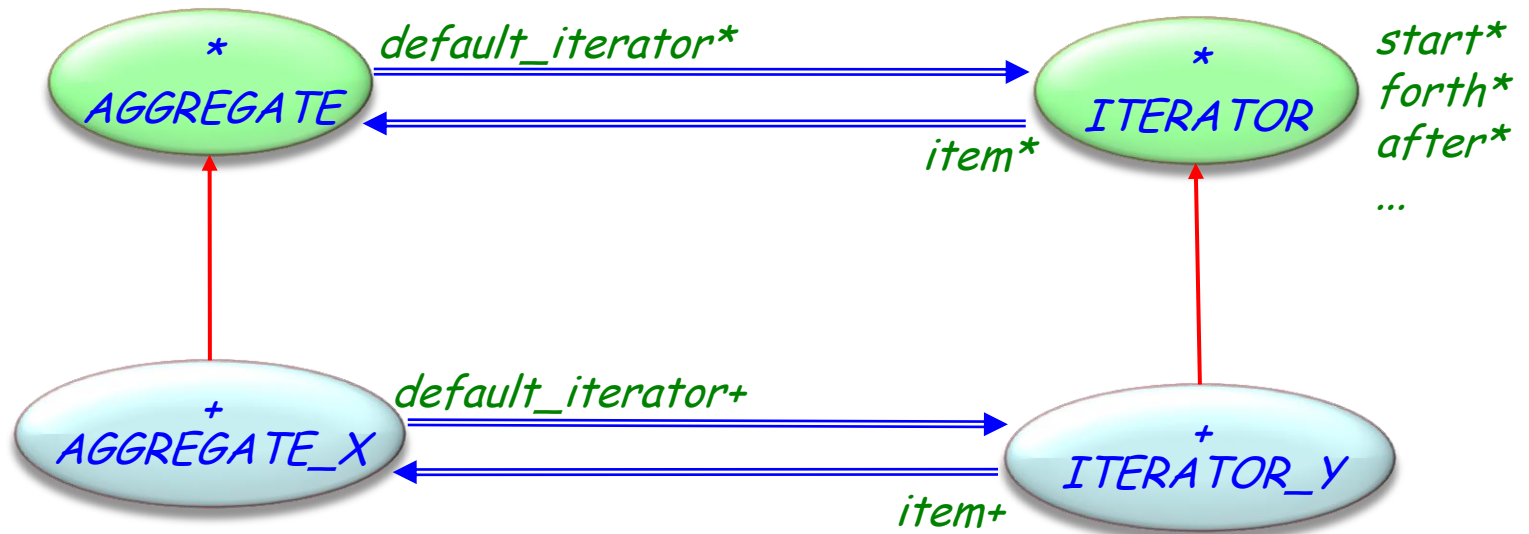 *
AGGREGATE
default_iterator*
item*
*
ITERATOR
start*
forth*
after*
...
+
AGGREGATE_X
default_iterator+
item+
+
ITERATOR_Y